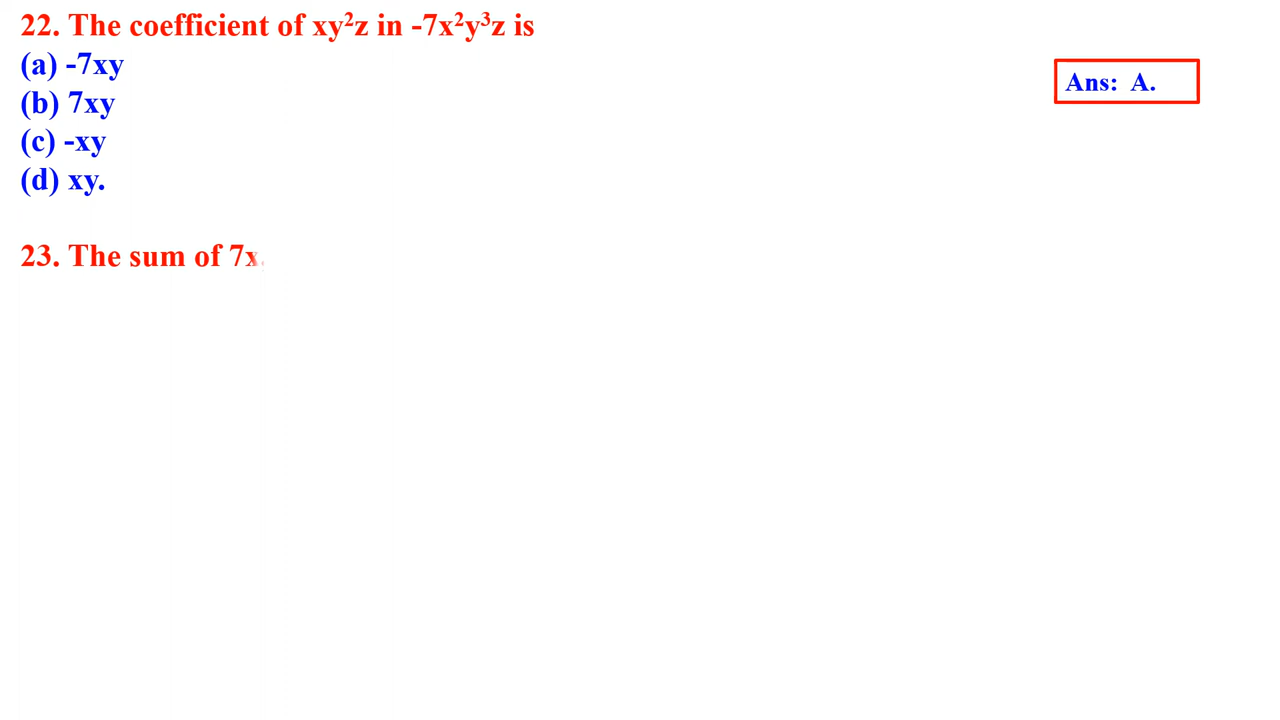 22. The coefficient of xy²z in -7x²y³z is
(a) -7xy
Ans: A.
(b) 7xy
(c) -xy
(d) xy.
23. The sum of 7x